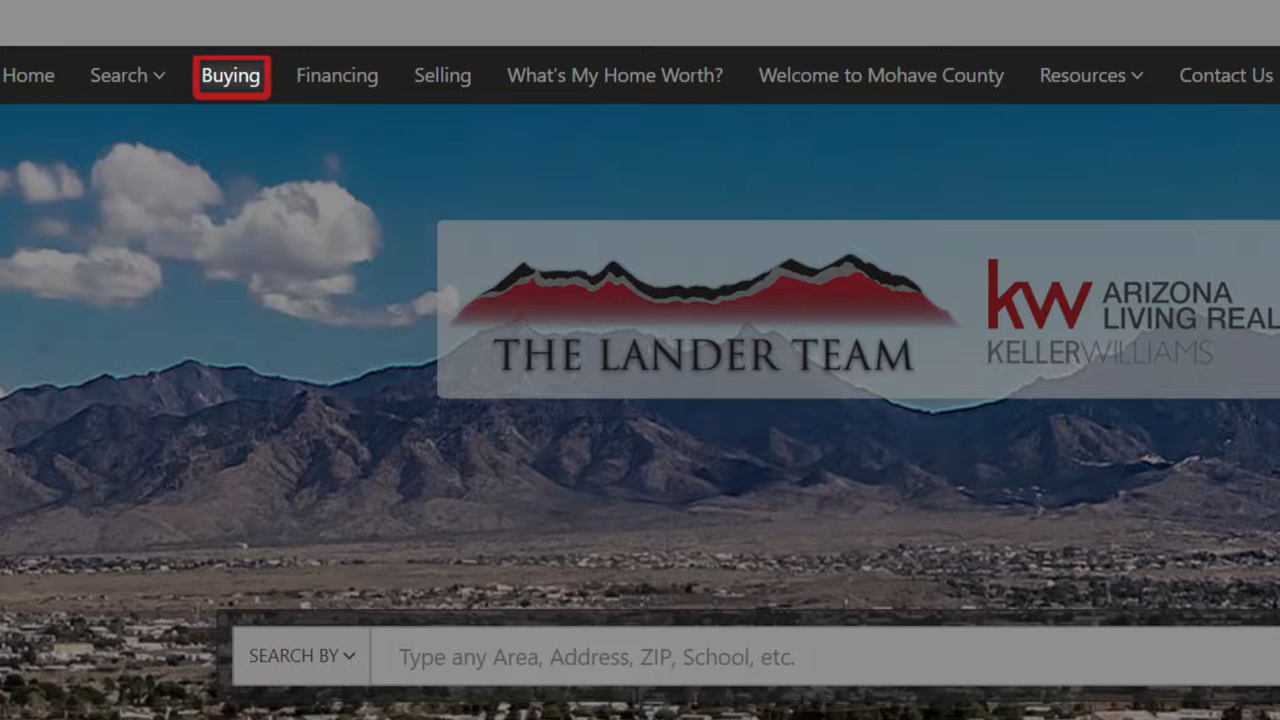 Home Search Buying Financing Selling What's My Home Worth? Welcome to Mohave County Resources Contact Us
THE LANDER TEAM
kw ARIZONA
LIVING REAL
KELLERWILLIAMS
SEARCH BY Type any Area, Address, ZIP, School, etc.